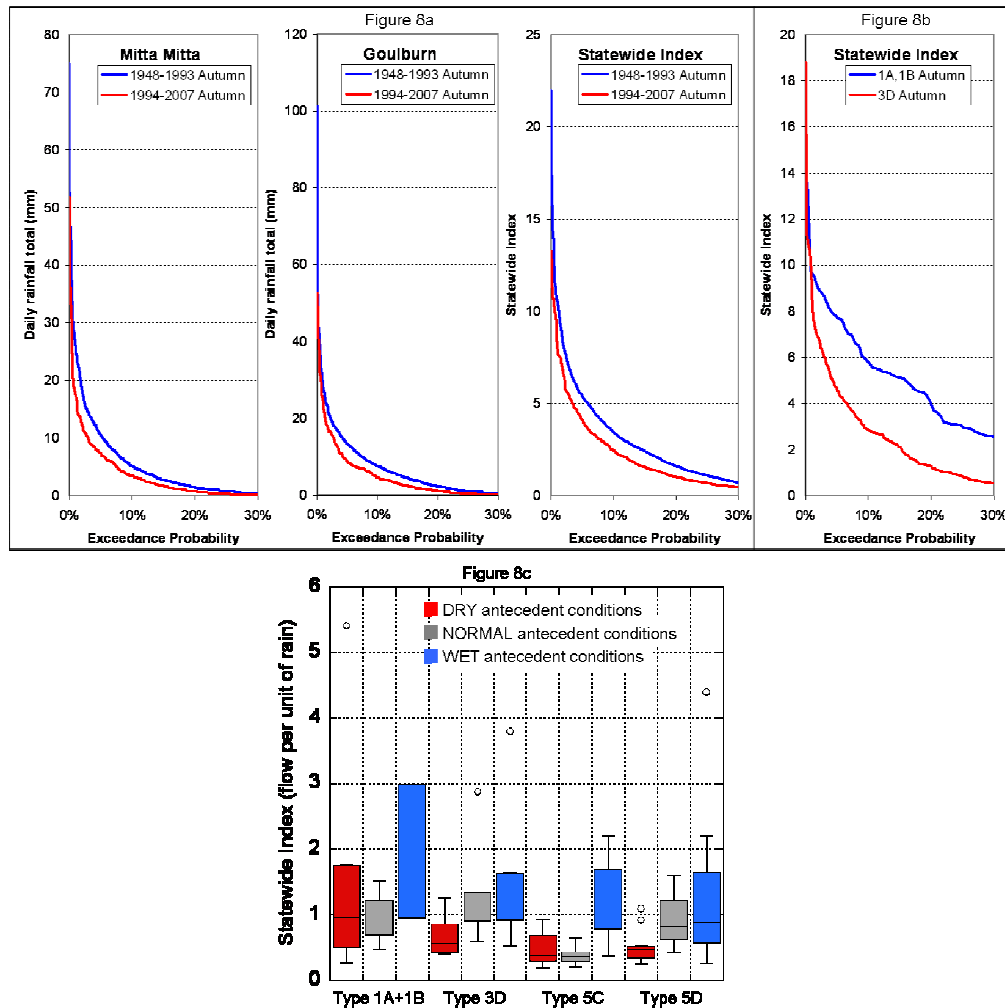 Figure 8a
Figure 8b
Mitta Mitta
1948-1993 Autumn
1994-2007 Autumn
Daily rainfall total (mm)
80
70
60
50
40
30
20
10
0
0% 10% 20% 30%
Exceedance Probability
Goulburn
1948-1993 Autumn
1994-2007 Autumn
Daily rainfall total (mm)
120
100
80
60
40
20
0
0% 10% 20% 30%
Exceedance Probability
Statewide Index
1948-1993 Autumn
1994-2007 Autumn
Statewide Index
25
20
15
10
5
0
0% 10% 20% 30%
Exceedance Probability
Statewide Index
1A,1B Autumn
3D Autumn
Statewide Index
20
18
16
14
12
10
8
6
4
2
0
0% 10% 20% 30%
Exceedance Probability
Figure 8c
DRY antecedent conditions
NORMAL antecedent conditions
WET antecedent conditions
Statewide Index (flow per unit of rain)
6
5
4
3
2
1
0
Type 1A+1B Type 3D Type 5C Type 5D